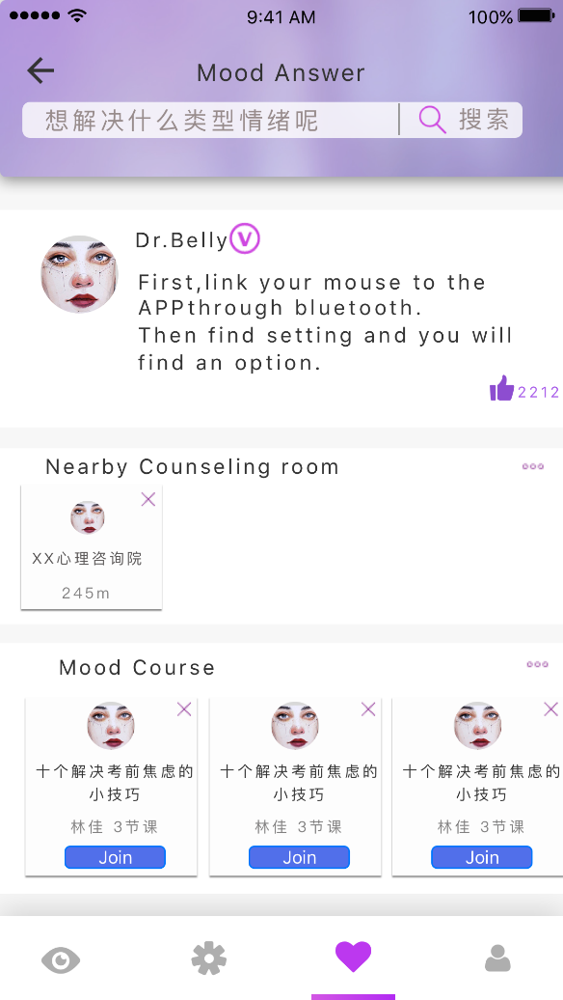 9:41 AM 100%
Mood Answer
想解决什么类型情绪呢 搜索
Dr.Belly V
First,link your mouse to the
APPthrough bluetooth.
Then find setting and you will
find an option.
2212
Nearby Counseling room
XX心理咨询院
245m
Mood Course
十个解决考前焦虑的
小技巧
林佳 3节课
Join
十个解决考前焦虑的
小技巧
林佳 3节课
Join
十个解决考前焦虑的
小技巧
林佳 3节课
Join